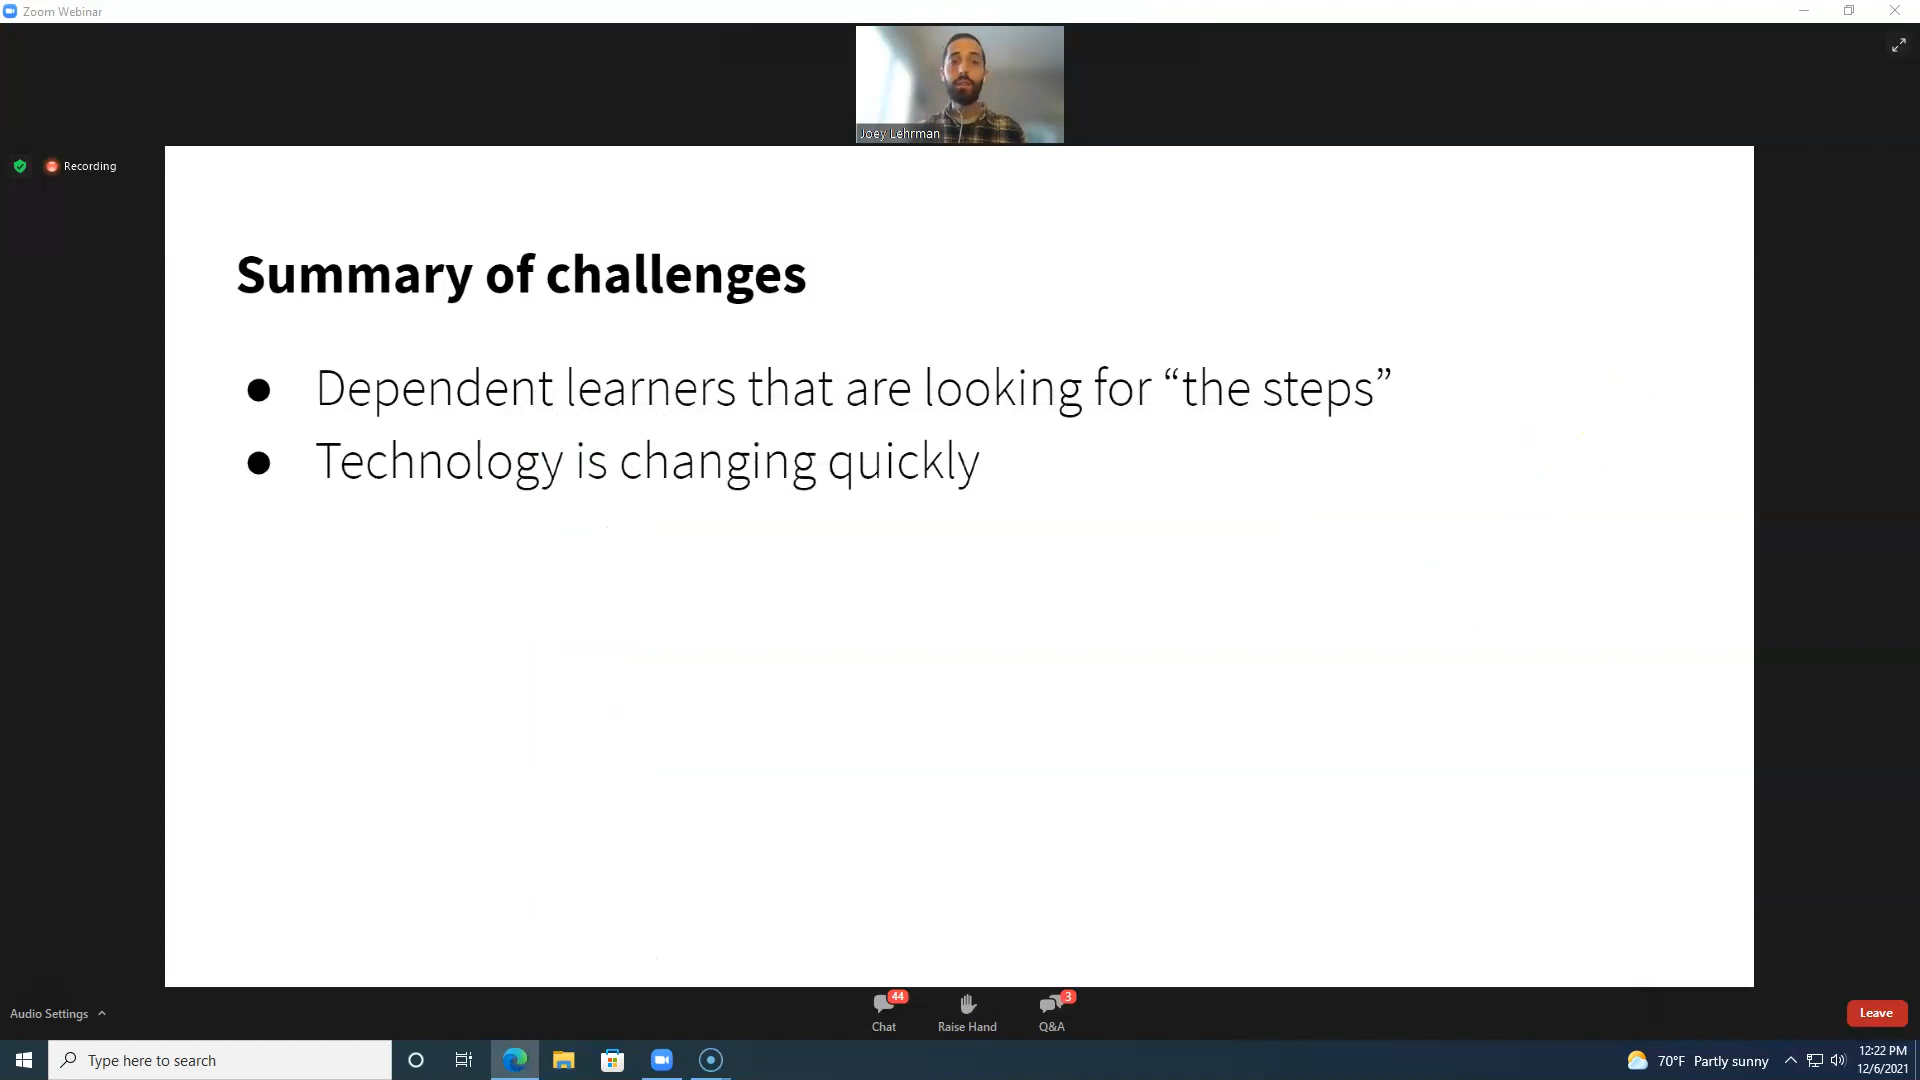 Zoom Webinar
Joey Lehrman
Recording
Summary of challenges
● Dependent learners that are looking for “the steps”
● Technology is changing quickly
Audio Settings
44
Chat
Raise Hand
3
Q&A
Leave
Type here to search
70°F Partly sunny
12:22 PM
12/6/2021